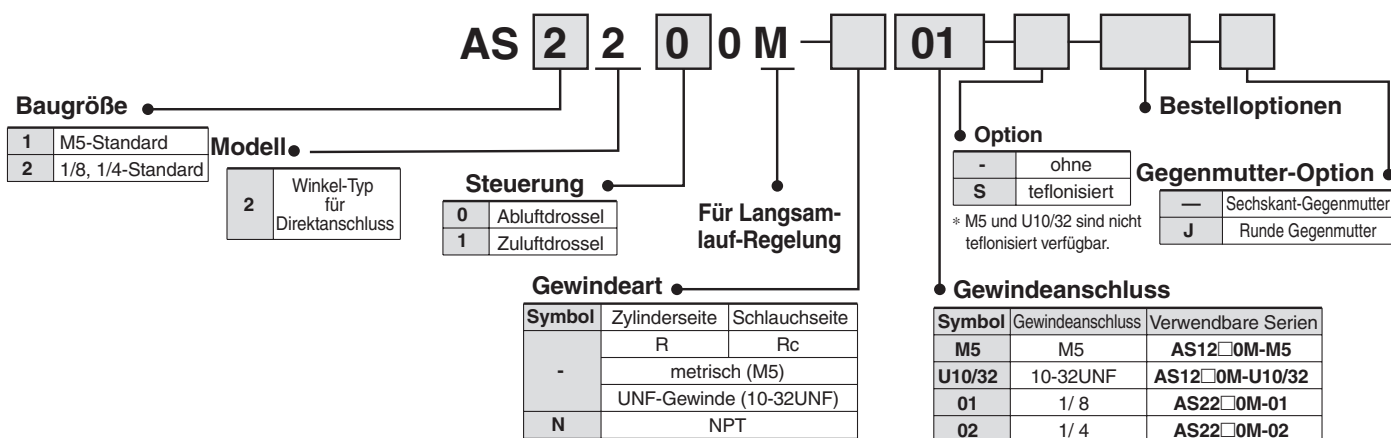 AS 2 2 0 0 M - 01
Baugröße
1 M5-Standard
2 1/8, 1/4-Standard
Modell
2 Winkel-Typ
für
Direktanschluss
Steuerung
0 Abluftdrossel
1 Zuluftdrossel
Für Langsam-
lauf-Regelung
Option
- ohne
S teflonisiert
* M5 und U10/32 sind nicht
teflonisiert verfügbar.
Bestelloptionen
Gegenmutter-Option
— Sechskant-Gegenmutter
J Runde Gegenmutter
Gewindeart
Symbol Zylinderseite Schlauchseite
- R Rc
metrisch (M5)
UNF-Gewinde (10-32UNF)
N NPT
Gewindeanschluss
Symbol Gewindeanschluss Verwendbare Serien
M5 M5 AS12□0M-M5
U10/32 10-32UNF AS12□0M-U10/32
01 1/ 8 AS22□0M-01
02 1/ 4 AS22□0M-02